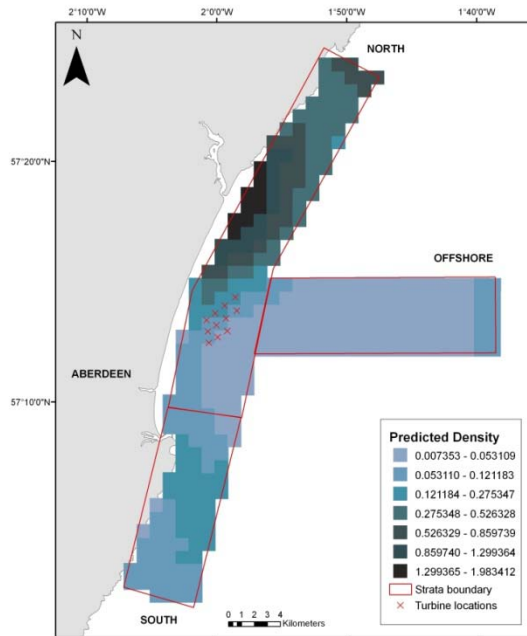 2°10'0"W 2°0'0"W 1°50'0"W 1°40'0"W
N
NORTH
57°20'0"N
OFFSHORE
ABERDEEN
57°10'0"N
Predicted Density
0.007353 - 0.053109
0.053110 - 0.121183
0.121184 - 0.275347
0.275348 - 0.526328
0.526329 - 0.859739
0.859740 - 1.299364
1.299365 - 1.983412
Strata boundary
Turbine locations
SOUTH
0 1 2 3 4
Kilometers